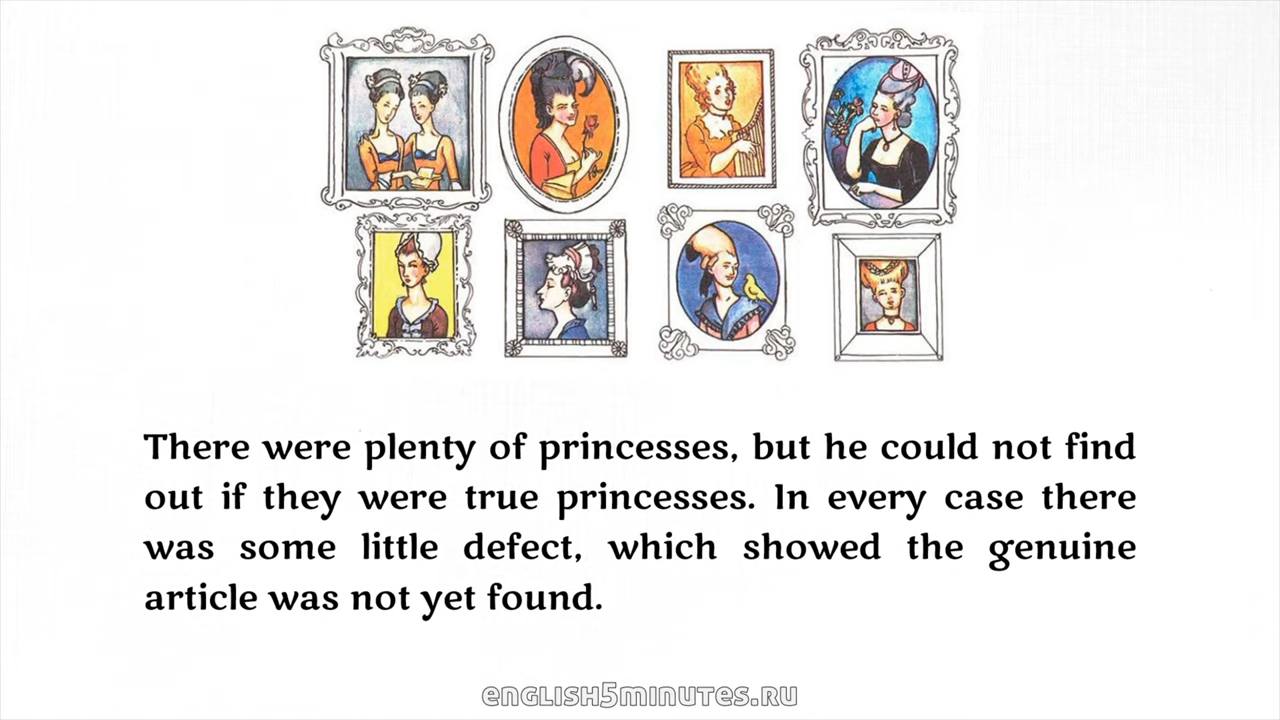 There were plenty of princesses, but he could not find
out if they were true princesses. In every case there
was some little defect, which showed the genuine
article was not yet found.
english5minutes.ru